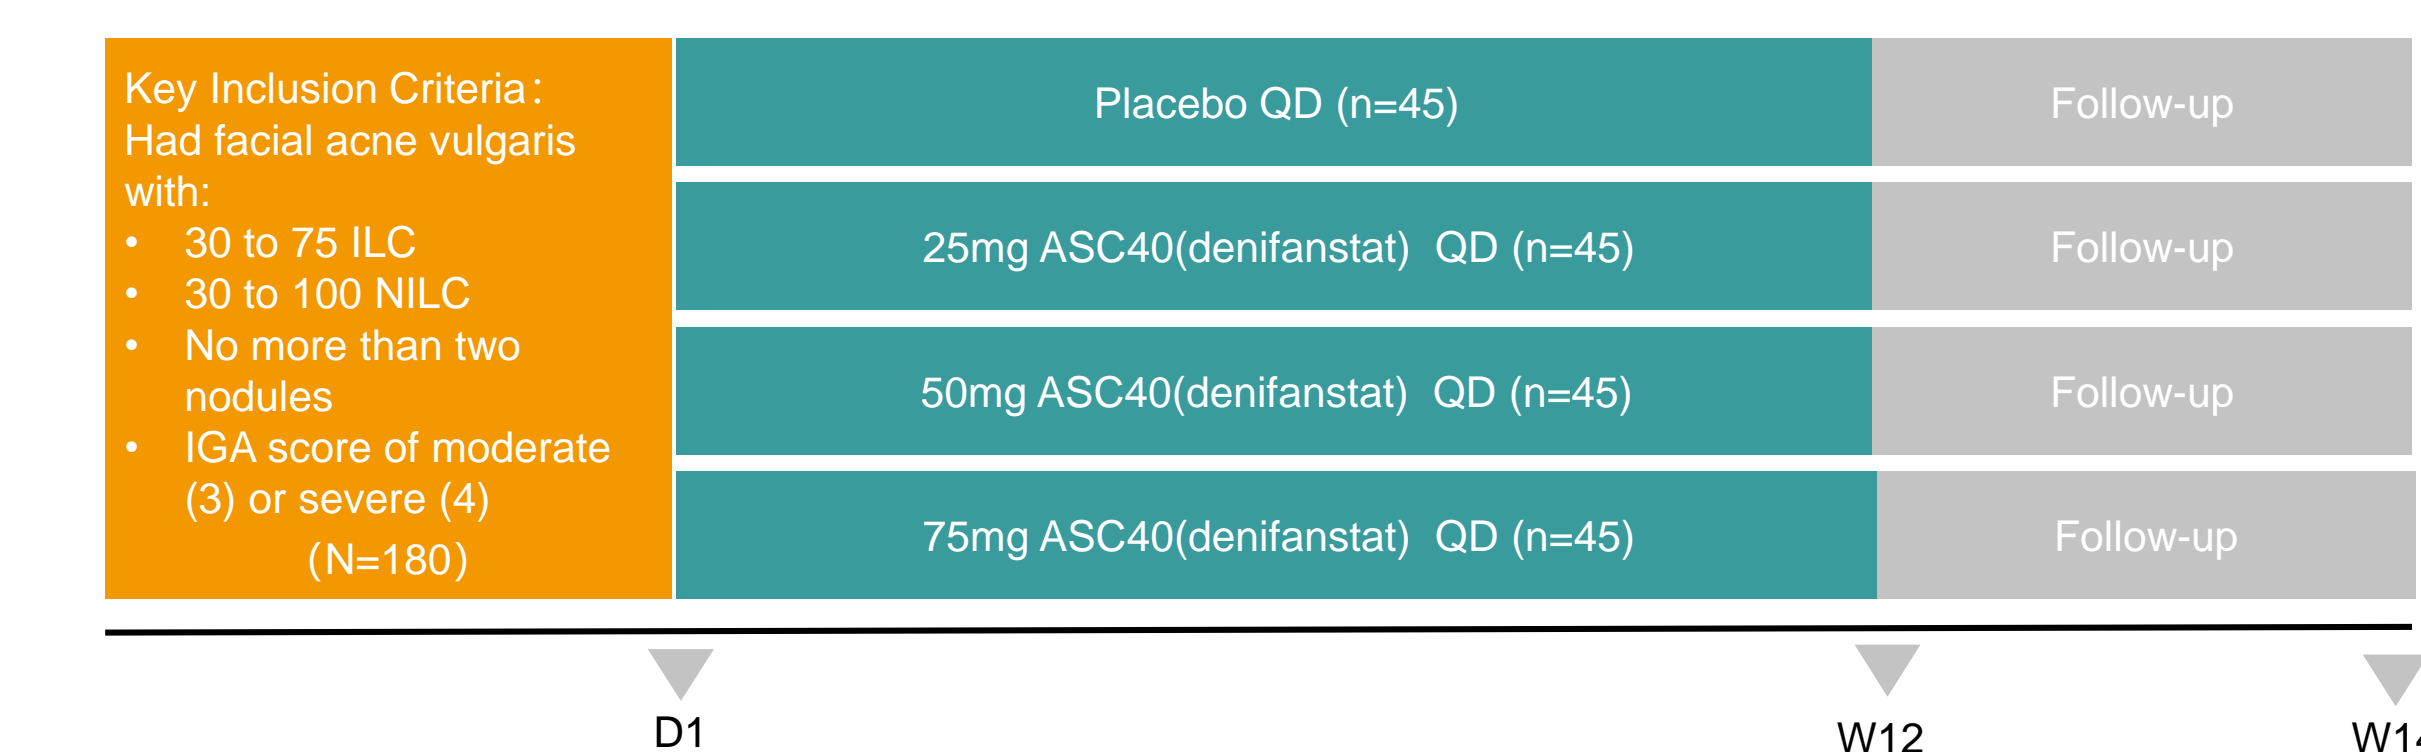 Key Inclusion Criteria：
Had facial acne vulgaris
with:
• 30 to 75 ILC
• 30 to 100 NILC
• No more than two
nodules
• IGA score of moderate
(3) or severe (4)
（N=180）
Placebo QD (n=45)
Follow-up
25mg ASC40(denifanstat) QD (n=45)
Follow-up
50mg ASC40(denifanstat) QD (n=45)
Follow-up
75mg ASC40(denifanstat) QD (n=45)
Follow-up
D1
W12
W14